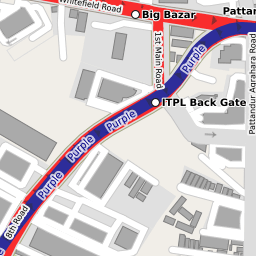 Whitefield Road
Big Bazar
Pattan
1st Main Road
Purple
ITPL Back Gate
Pattandur Agrahara Road
Purple
Purple
Purple
Purple
8th Road